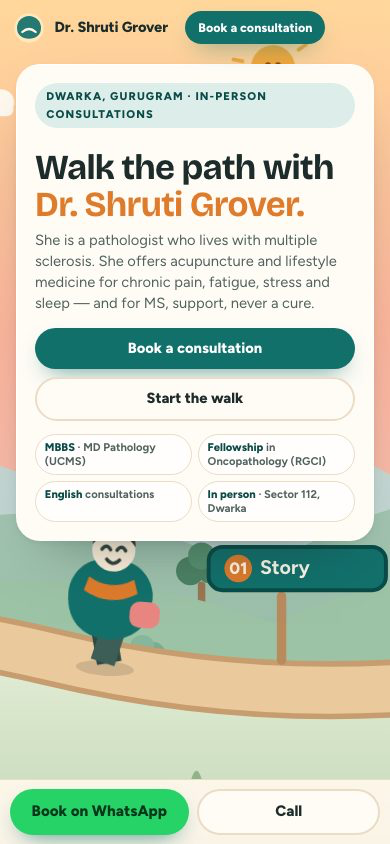 Dr. Shruti Grover
Book a consultation
DWARKA, GURUGRAM · IN-PERSON
CONSULTATIONS
Walk the path with
Dr. Shruti Grover.
She is a pathologist who lives with multiple
sclerosis. She offers acupuncture and lifestyle
medicine for chronic pain, fatigue, stress and
sleep — and for MS, support, never a cure.
Book a consultation
Start the walk
MBBS · MD Pathology
(UCMS)
Fellowship in
Oncopathology (RGCI)
English consultations
In person · Sector 112,
Dwarka
01 Story
Book on WhatsApp
Call